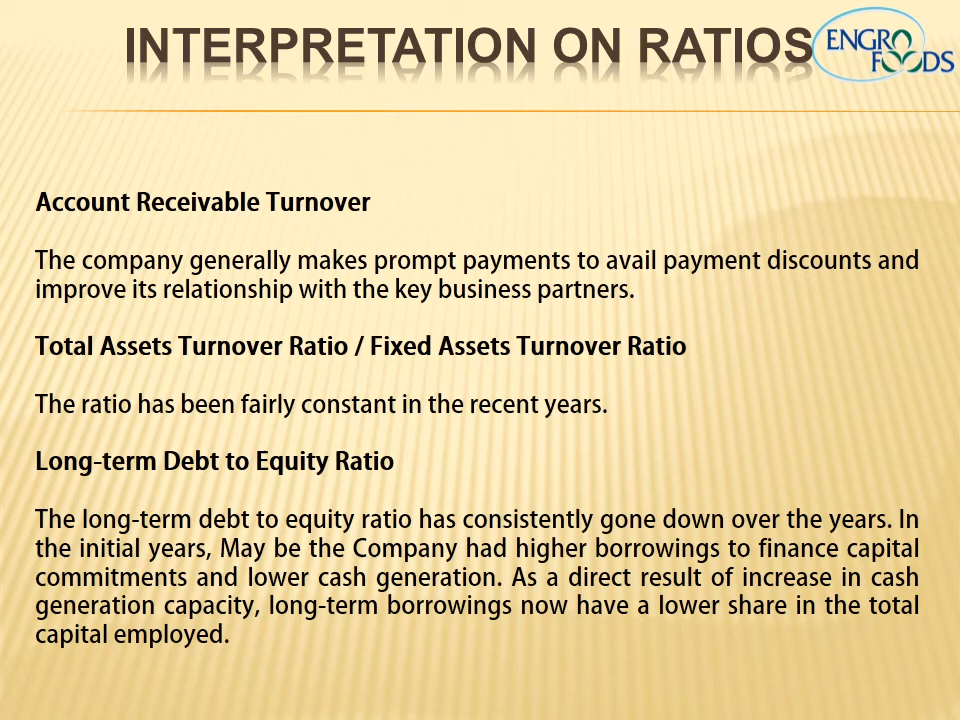 INTERPRETATION ON RATIOS
ENGRO
FOODS
Account Receivable Turnover
The company generally makes prompt payments to avail payment discounts and
improve its relationship with the key business partners.
Total Assets Turnover Ratio / Fixed Assets Turnover Ratio
The ratio has been fairly constant in the recent years.
Long-term Debt to Equity Ratio
The long-term debt to equity ratio has consistently gone down over the years. In
the initial years, May be the Company had higher borrowings to finance capital
commitments and lower cash generation. As a direct result of increase in cash
generation capacity, long-term borrowings now have a lower share in the total
capital employed.